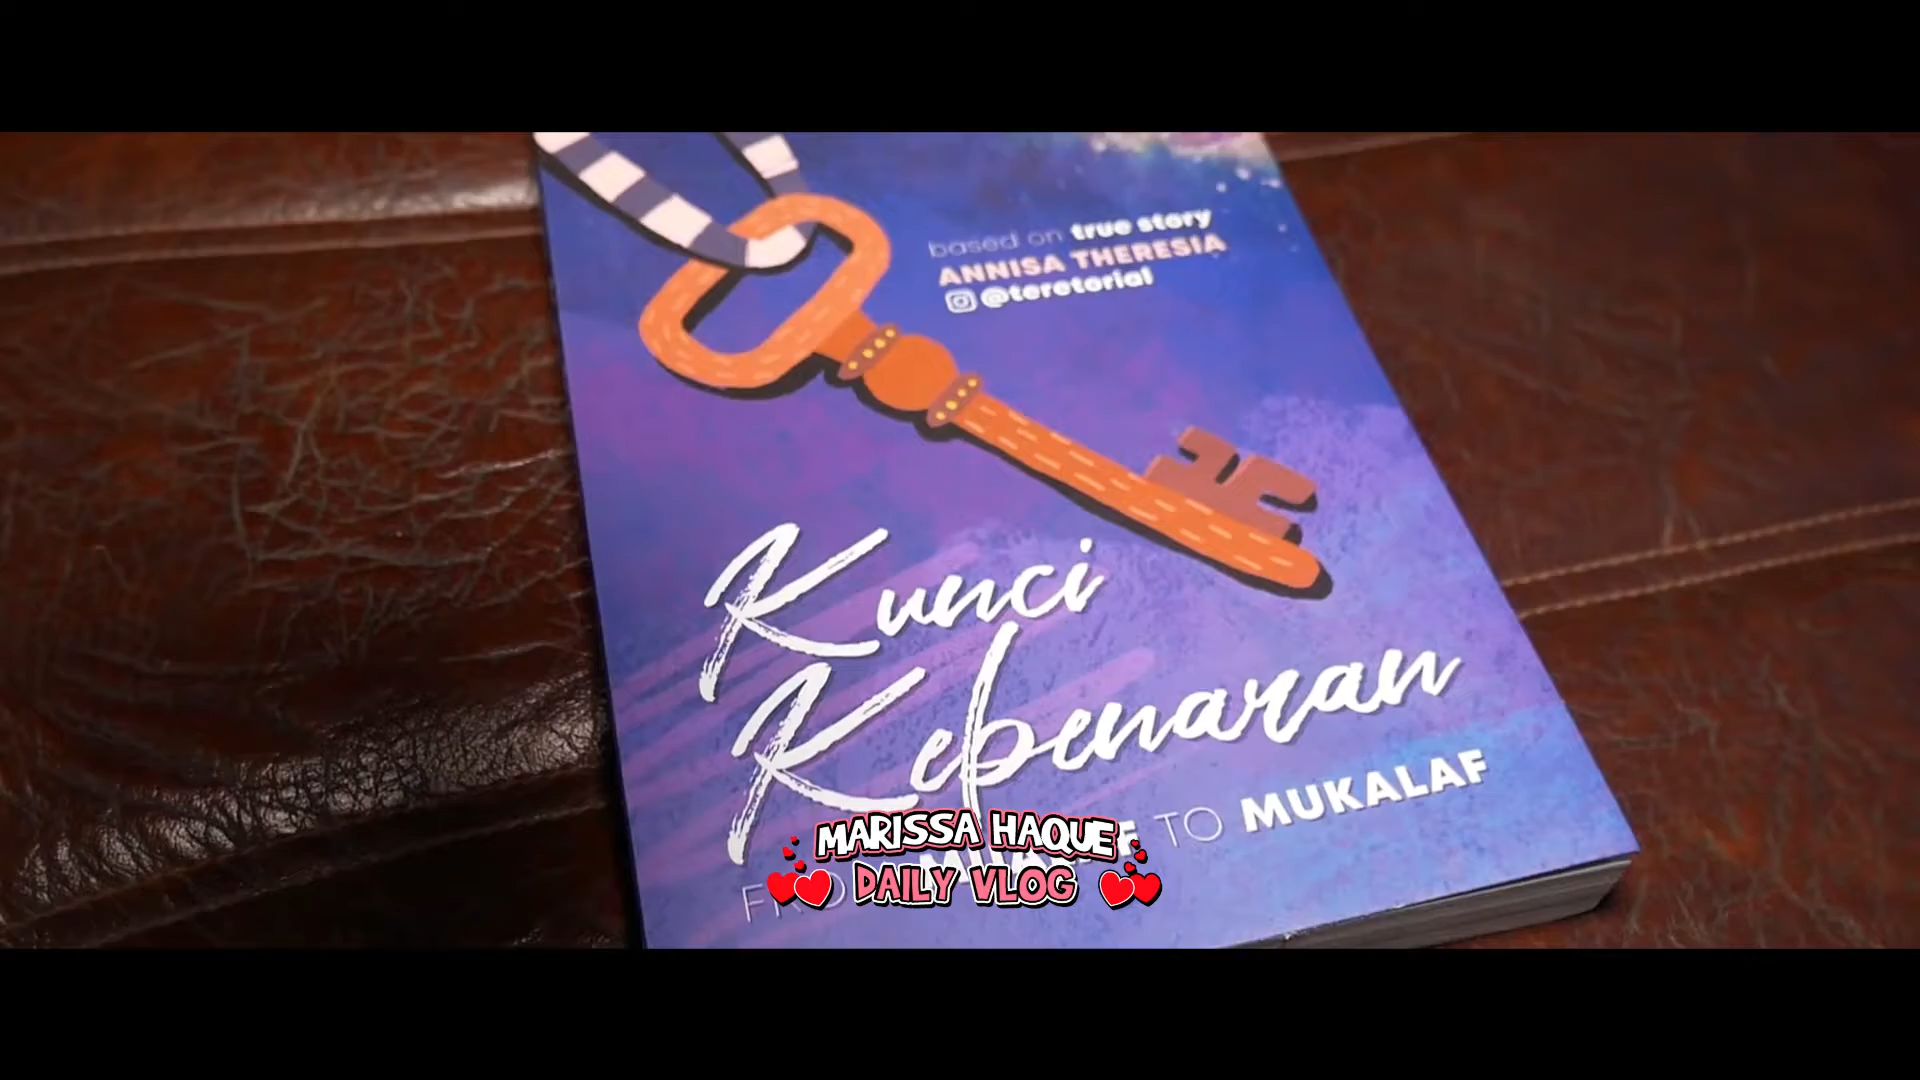 based on true story
ANNISA THERESIA
@teretorial
Kunci
Kebenaran
TO MUKALAF
MARISSA HAQUE
DAILY VLOG